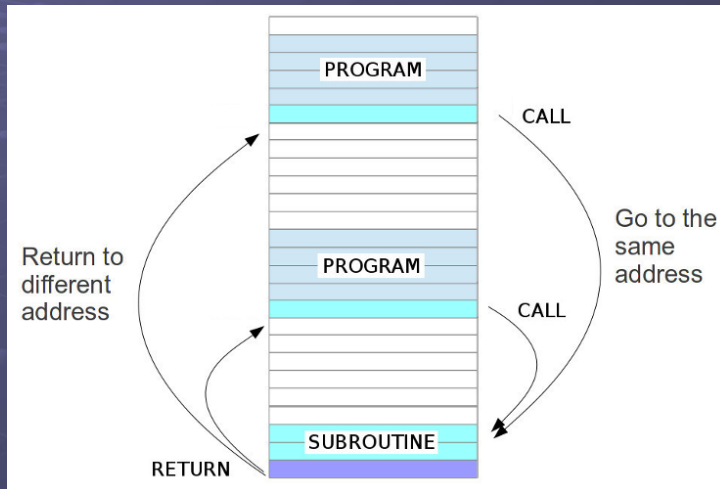 PROGRAM
CALL
Return to
different
address
Go to the
same
address
PROGRAM
CALL
SUBROUTINE
RETURN